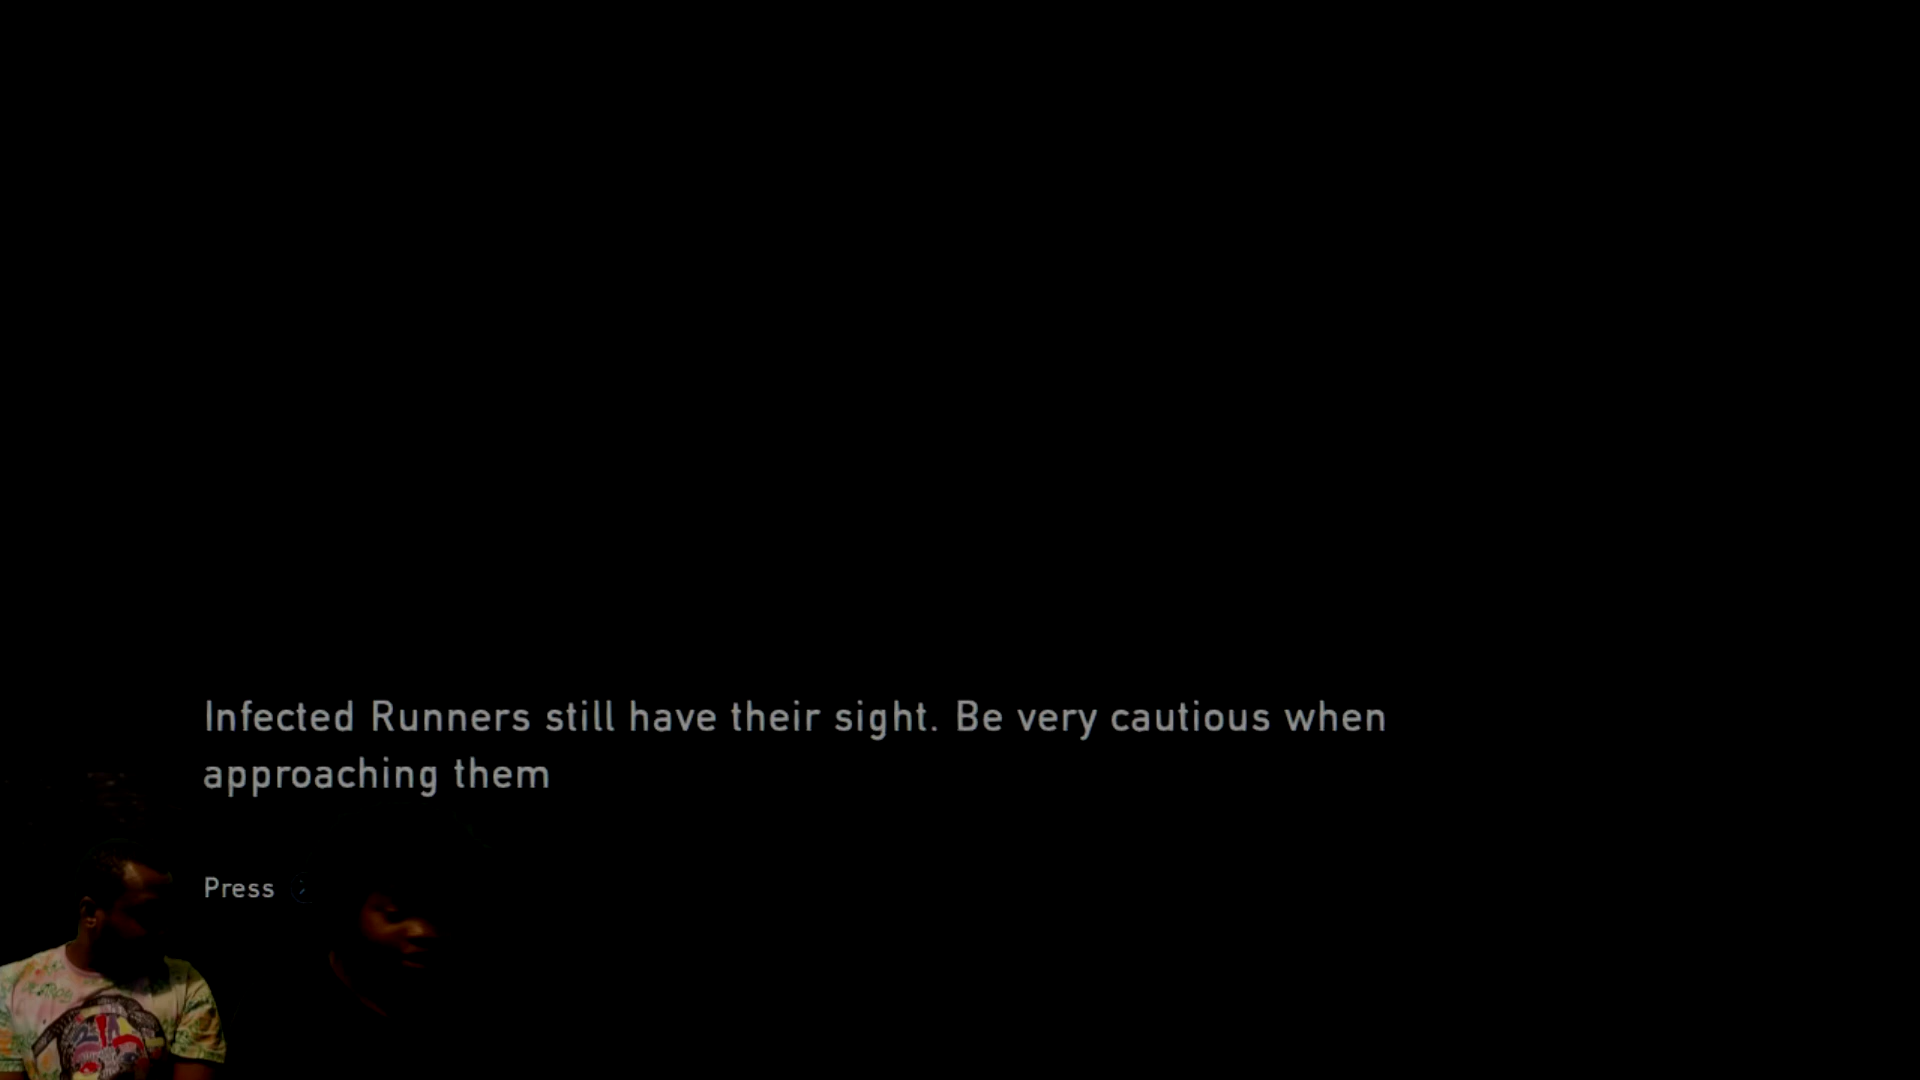 Infected Runners still have their sight. Be very cautious when
approaching them
Press